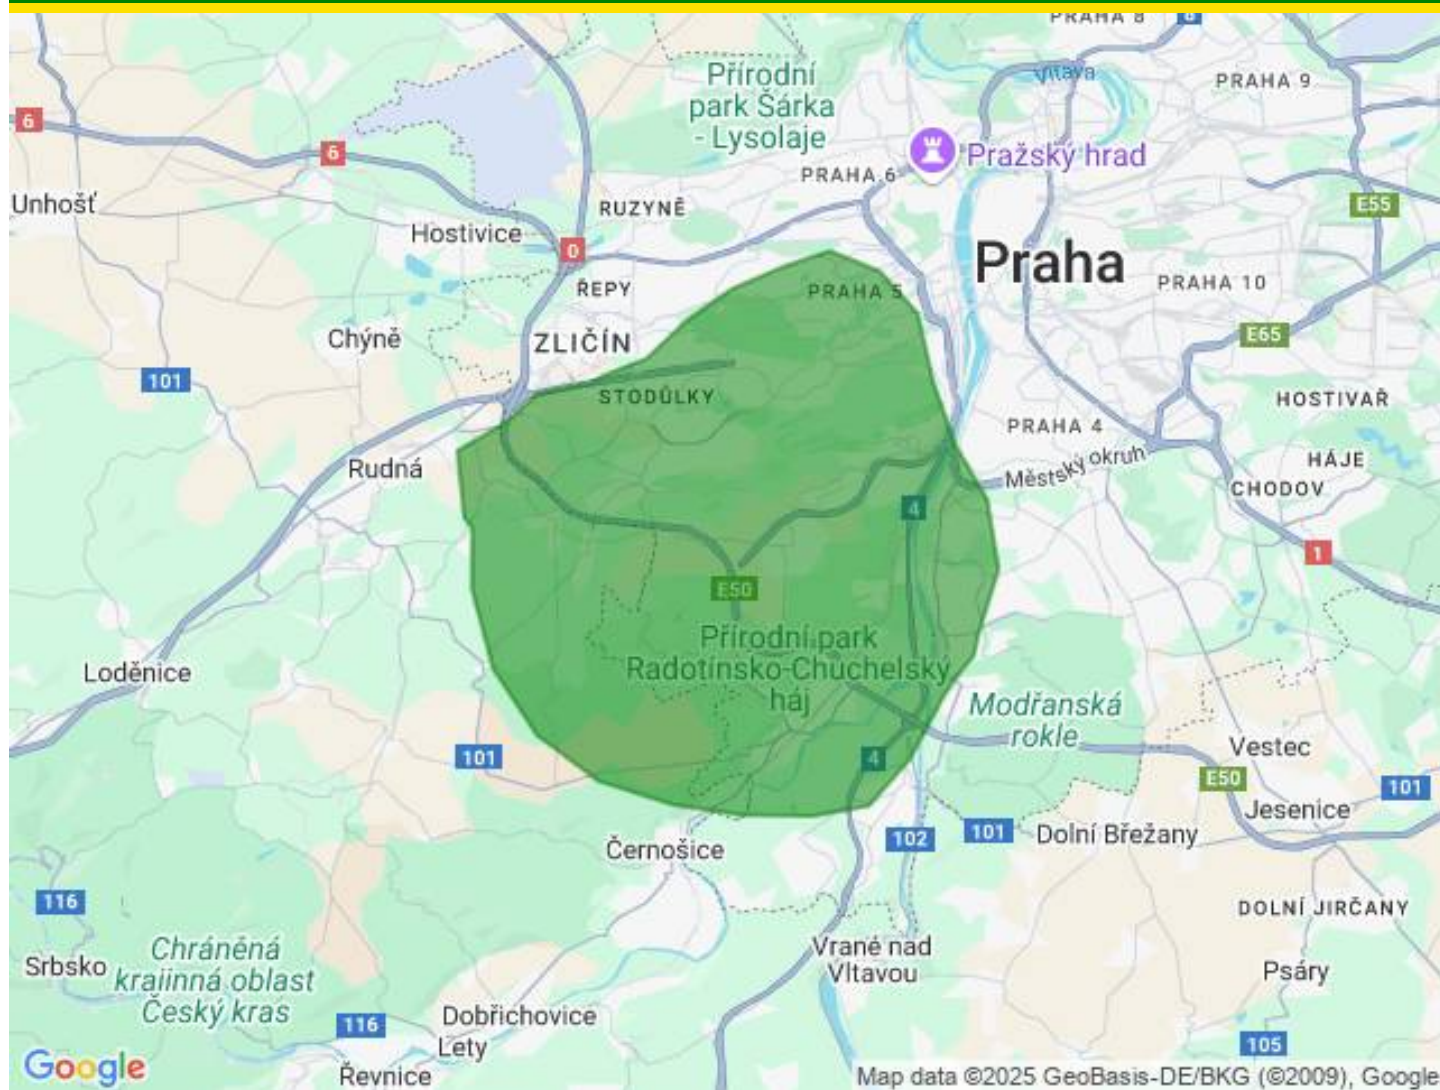 PRAHA 8
8
Vltava
Přírodní
park Šárka
- Lysolaje
PRAHA 9
6
6
Pražský hrad
PRAHA 6
Unhošť
RUZYNĚ
E55
Hostivice
0
Praha
ŘEPY
PRAHA 5
PRAHA 10
Chýně
ZLIČÍN
E65
101
STODŮLKY
HOSTIVAŘ
PRAHA 4
Rudná
Městský okruh
HÁJE
CHODOV
4
1
E50
Přírodní park
Radotínsko-Chuchelský
háj
Loděnice
Modřanská
rokle
101
4
Vestec
E50
101
Jesenice
Černošice
102
101
Dolní Břežany
116
DOLNÍ JIRČANY
Chráněná
krajinná oblast
Český kras
Srbsko
Vrané nad
Vltavou
Psáry
116
Dobřichovice
Lety
105
Google
Řevnice
Map data ©2025 GeoBasis-DE/BKG (©2009), Google